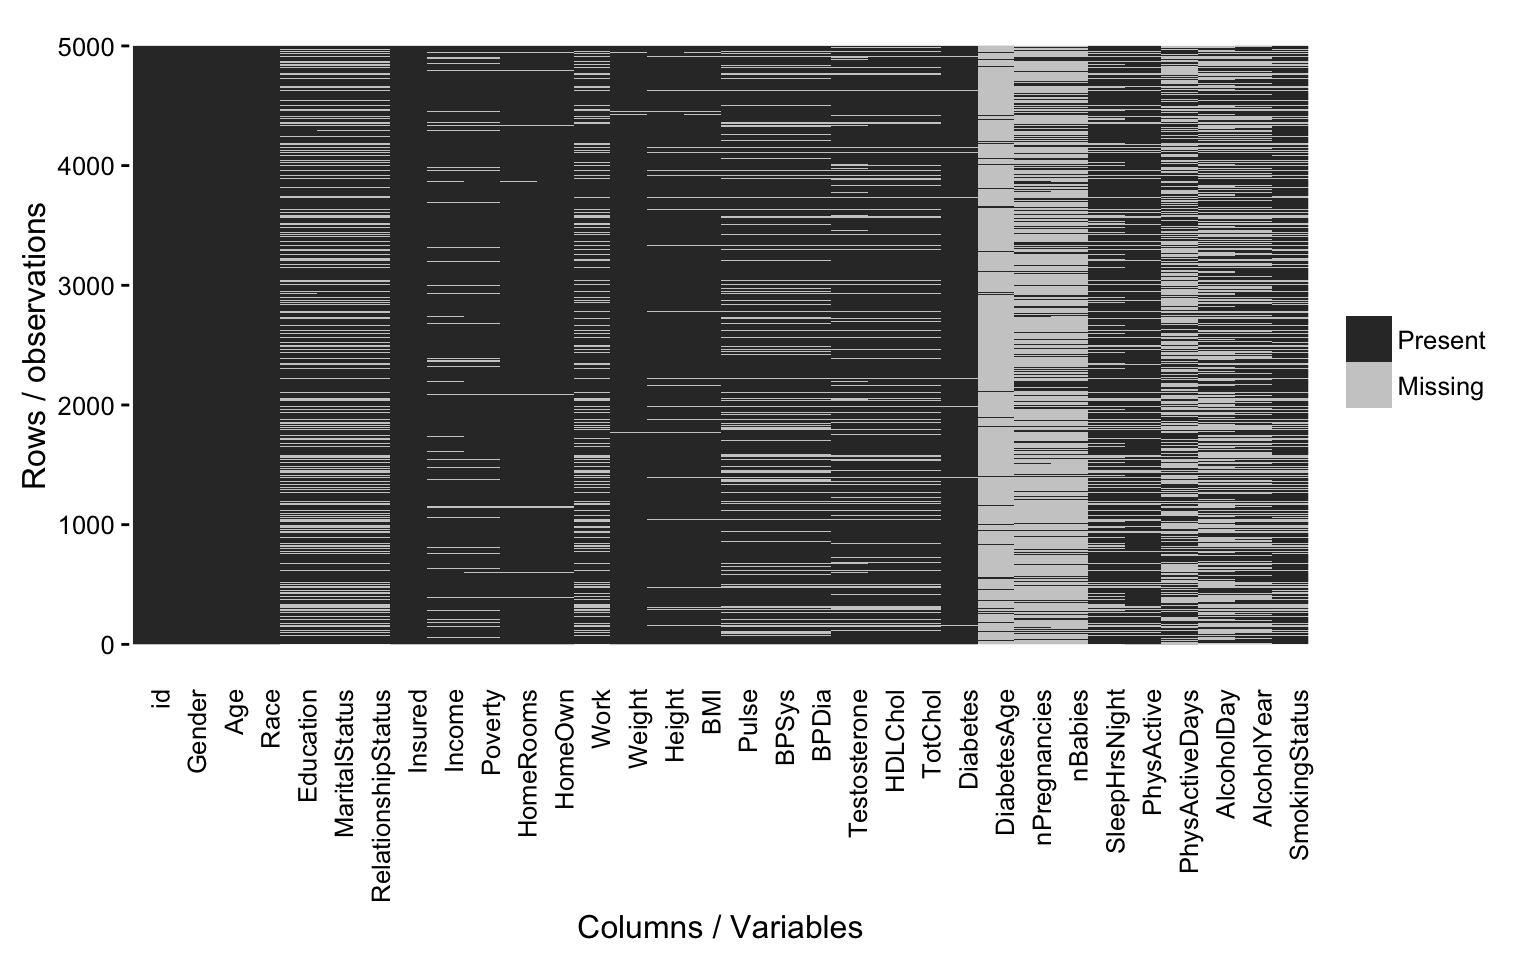 Rows / observations
5000
4000
3000
2000
1000
0
id
Gender
Age
Race
Education
MaritalStatus
RelationshipStatus
Insured
Income
Poverty
HomeRooms
HomeOwn
Work
Weight
Height
BMI
Pulse
BPSys
BPDia
Testosterone
HDLChol
TotChol
Diabetes
DiabetesAge
nPregnancies
nBabies
SleepHrsNight
PhysActive
PhysActiveDays
AlcoholDay
AlcoholYear
SmokingStatus
Columns / Variables
Present
Missing